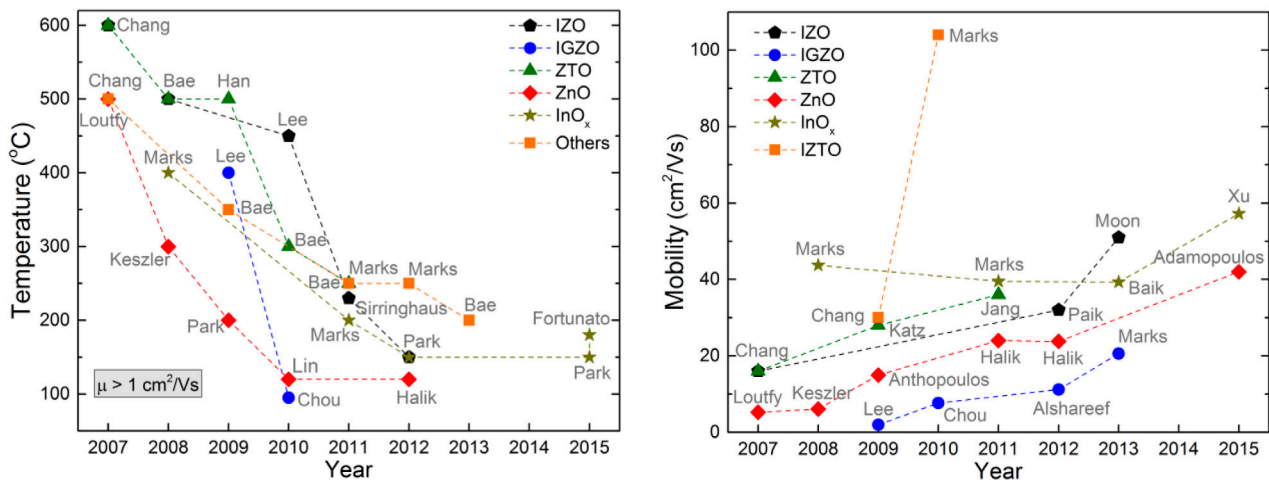 600
500
400
300
200
100
Temperature (°C)
Chang
Bae
Han
Chang
Loutfy
Lee
Marks
Lee
Bae
Bae
Keszler
Bae
Marks
Marks
Sirringhaus
Bae
Fortunato
Park
Marks
Park
Lin
Park
Chou
Halik
μ > 1 cm²/Vs
IZO
IGZO
ZTO
ZnO
InOₓ
Others
2007 2008 2009 2010 2011 2012 2013 2014 2015
Year
100
80
60
40
20
0
Mobility (cm²/Vs)
IZO
IGZO
ZTO
ZnO
InOₓ
IZTO
Marks
Xu
Moon
Marks
Marks
Adamopoulos
Baik
Chang
Katz
Jang
Paik
Chang
Marks
Halik
Halik
Loutfy
Keszler
Anthopoulos
Lee
Chou
Alshareef
2007 2008 2009 2010 2011 2012 2013 2014 2015
Year